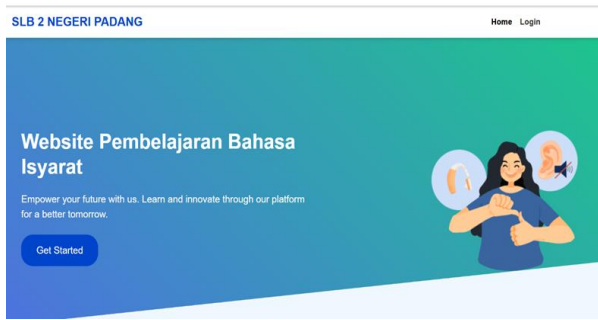 SLB 2 NEGERI PADANG
Home Login
Website Pembelajaran Bahasa
Isyarat
Empower your future with us. Learn and innovate through our platform
for a better tomorrow.
Get Started